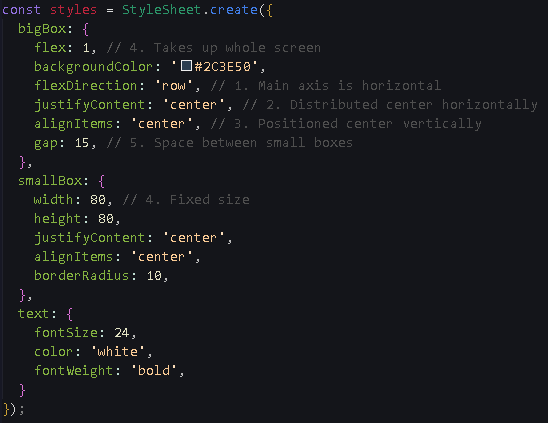 const styles = StyleSheet.create({
  bigBox: {
    flex: 1, // 4. Takes up whole screen
    backgroundColor: '#2C3E50',
    flexDirection: 'row', // 1. Main axis is horizontal
    justifyContent: 'center', // 2. Distributed center horizontally
    alignItems: 'center', // 3. Positioned center vertically
    gap: 15, // 5. Space between small boxes
  },
  smallBox: {
    width: 80, // 4. Fixed size
    height: 80,
    justifyContent: 'center',
    alignItems: 'center',
    borderRadius: 10,
  },
  text: {
    fontSize: 24,
    color: 'white',
    fontWeight: 'bold',
  }
});